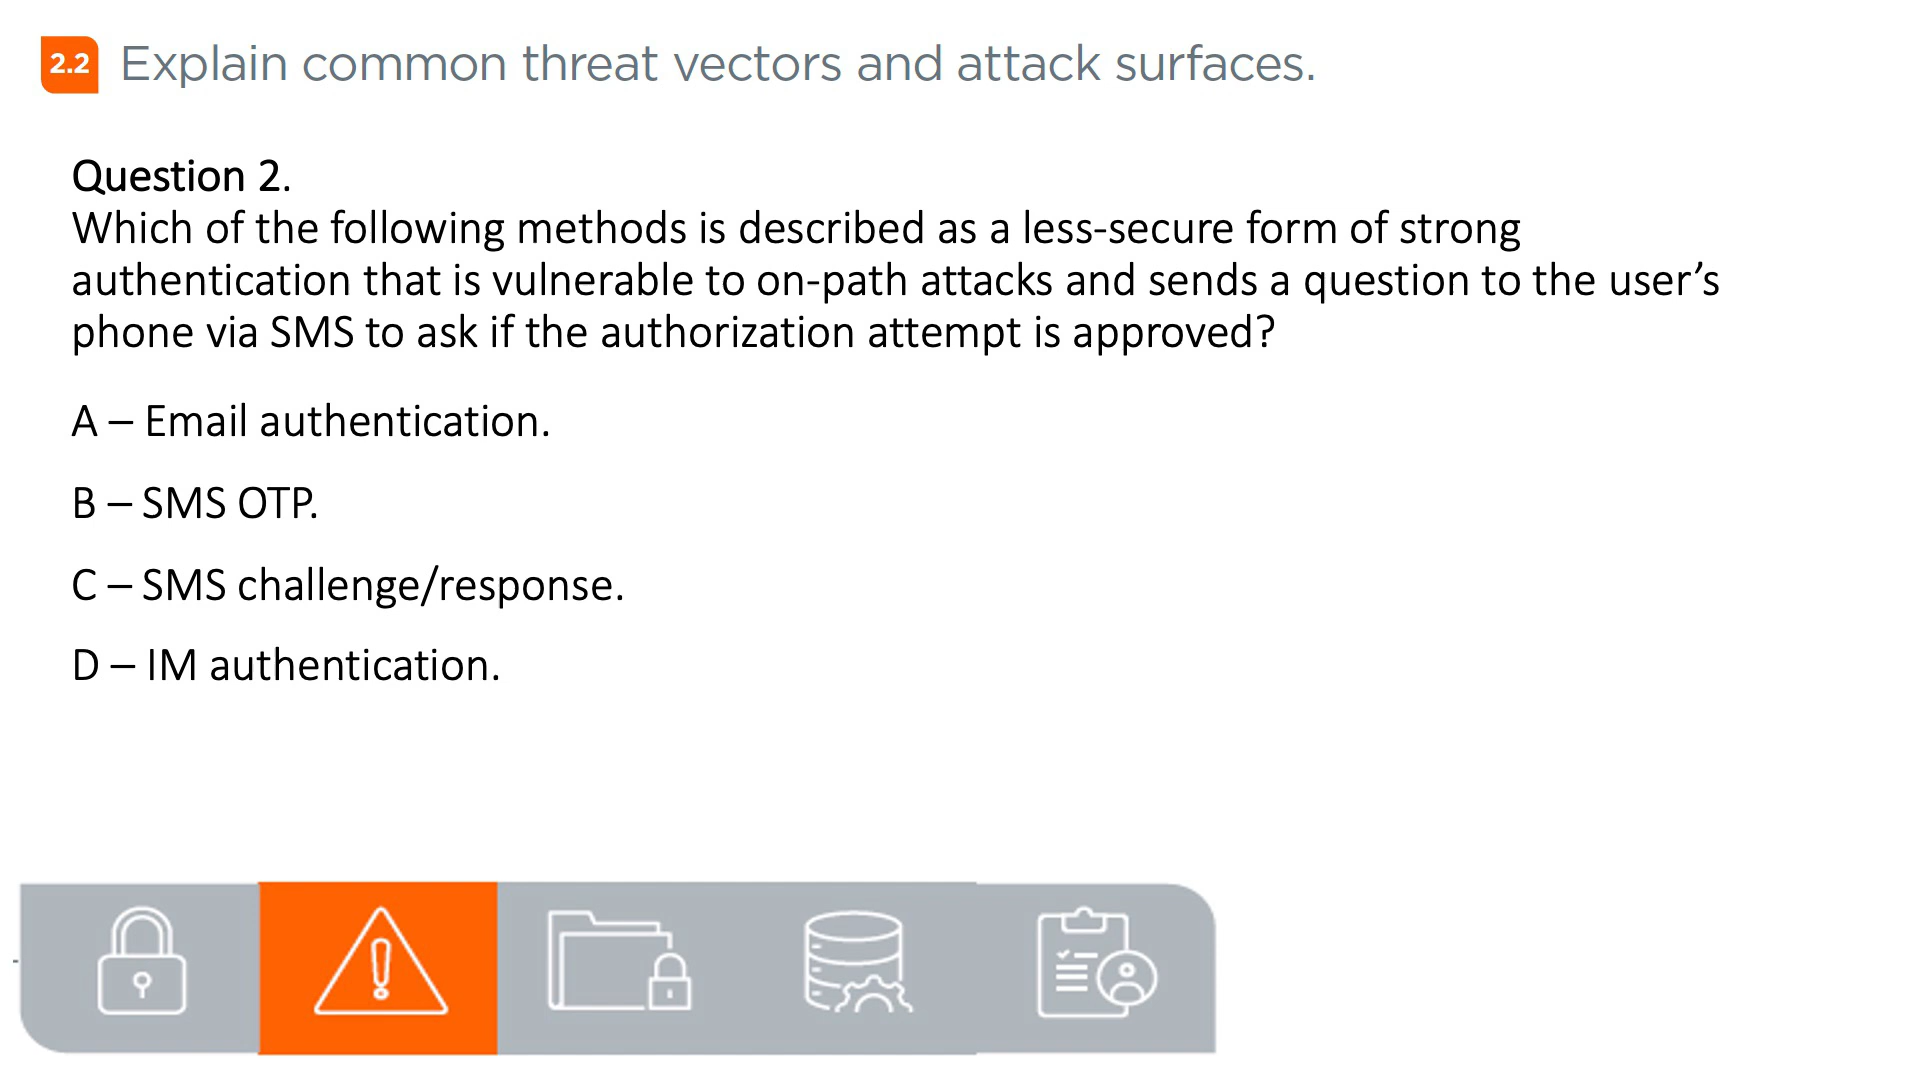 2.2 Explain common threat vectors and attack surfaces.
Question 2.
Which of the following methods is described as a less-secure form of strong
authentication that is vulnerable to on-path attacks and sends a question to the user’s
phone via SMS to ask if the authorization attempt is approved?
A – Email authentication.
B – SMS OTP.
C – SMS challenge/response.
D – IM authentication.